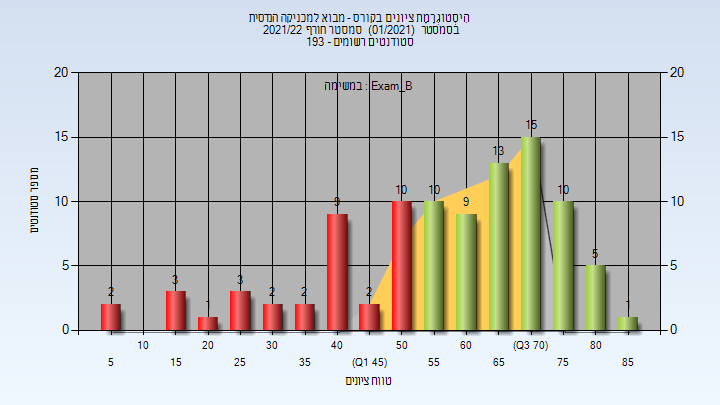 היסטוגרמת ציונים בקורס - מבוא למכניקה הנדסית
בסמסטר (01/2021) סמסטר חורף 2021/22
סטודנטים רשומים - 193
במשימה : Exam_B
מספר סטודנטים
20 20
15 15
10 10
5 5
0 0
2 3 1 3 2 2 9 2 10 10 9 13 15 10 5 1
10 20 30 40 50 60 (Q3 70) 80
5 15 25 35 (Q1 45) 55 65 75 85
טווח ציונים